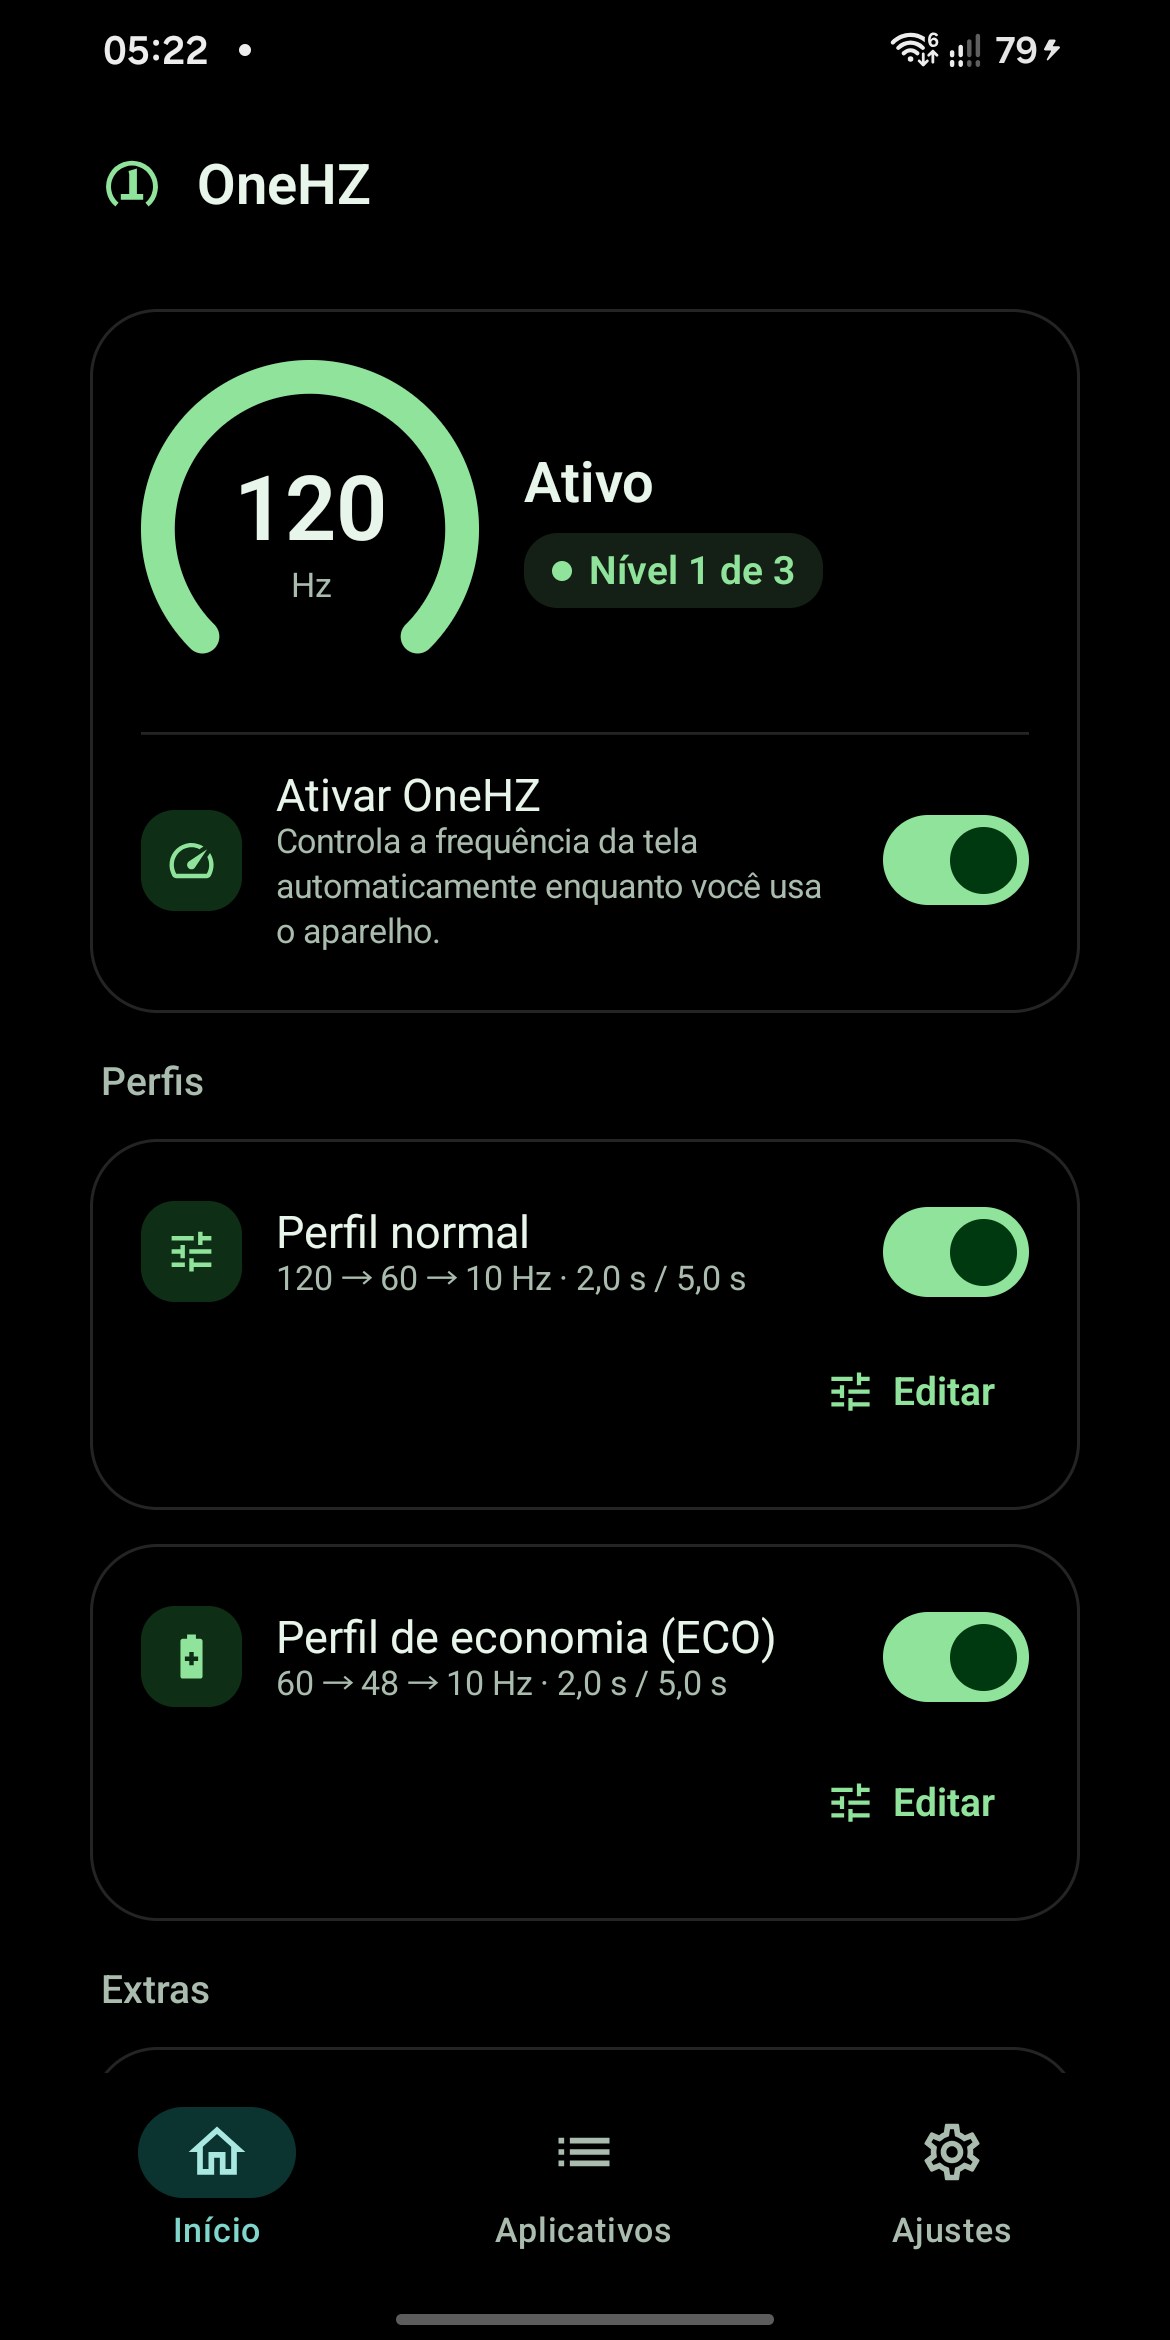 05:22
79
OneHZ
120
Hz
Ativo
Nível 1 de 3
Ativar OneHZ
Controla a frequência da tela
automaticamente enquanto você usa
o aparelho.
Perfis
Perfil normal
120 → 60 → 10 Hz · 2,0 s / 5,0 s
Editar
Perfil de economia (ECO)
60 → 48 → 10 Hz · 2,0 s / 5,0 s
Editar
Extras
Início
Aplicativos
Ajustes